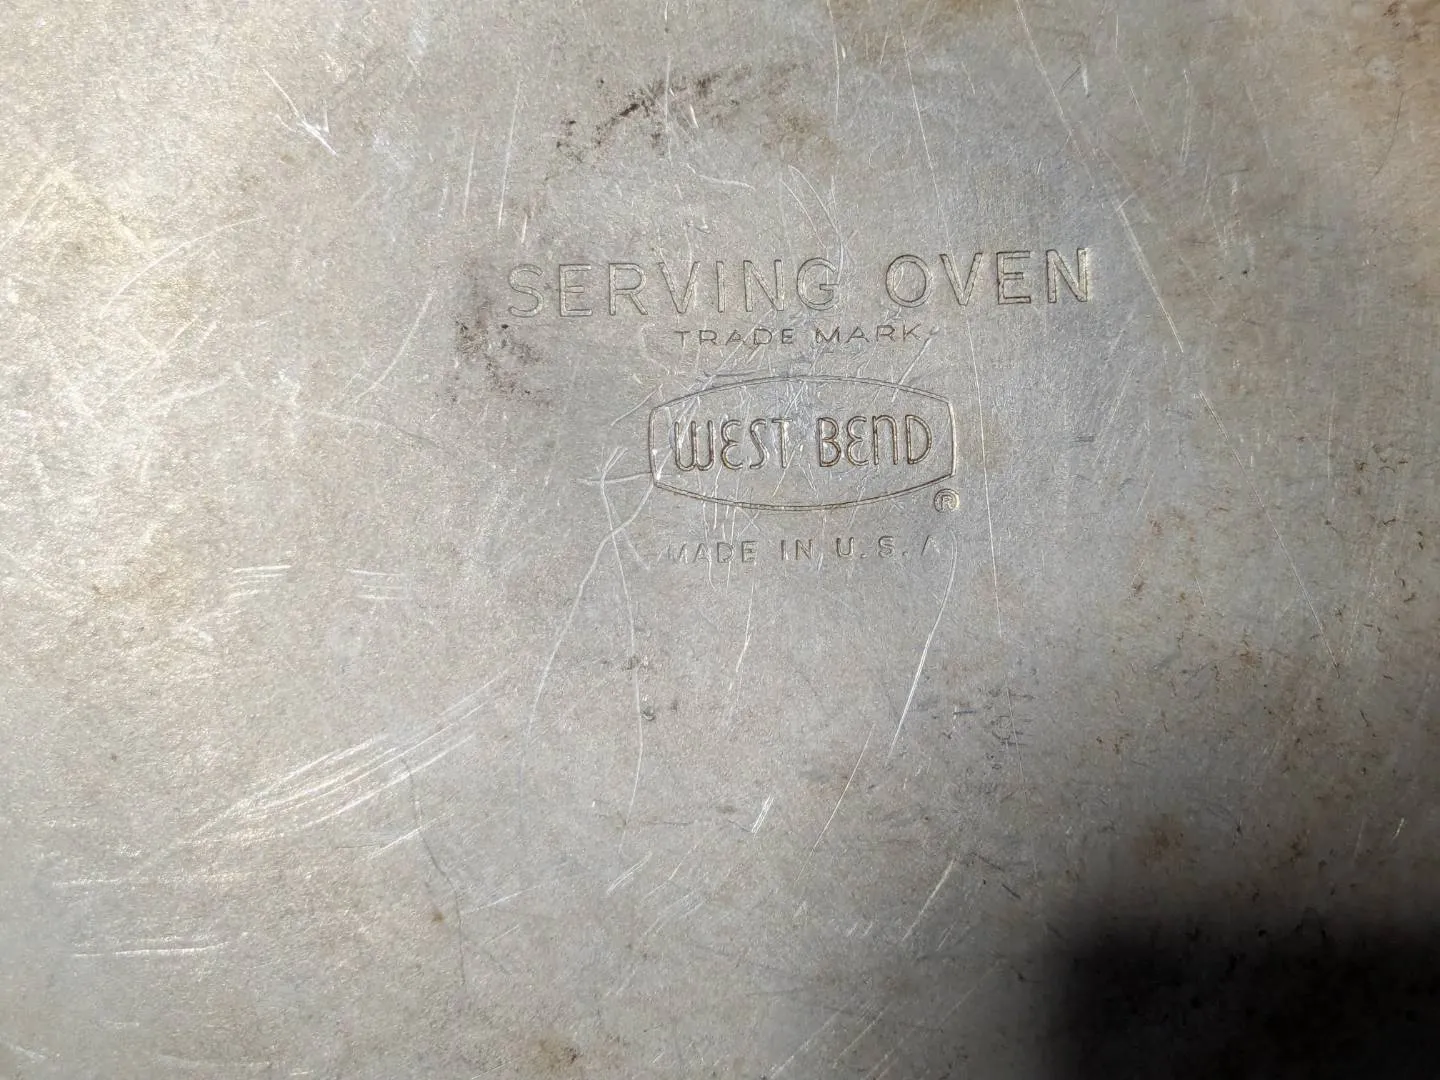 SERVING OVEN
TRADE MARK
WEST BEND
®
MADE IN U.S.A